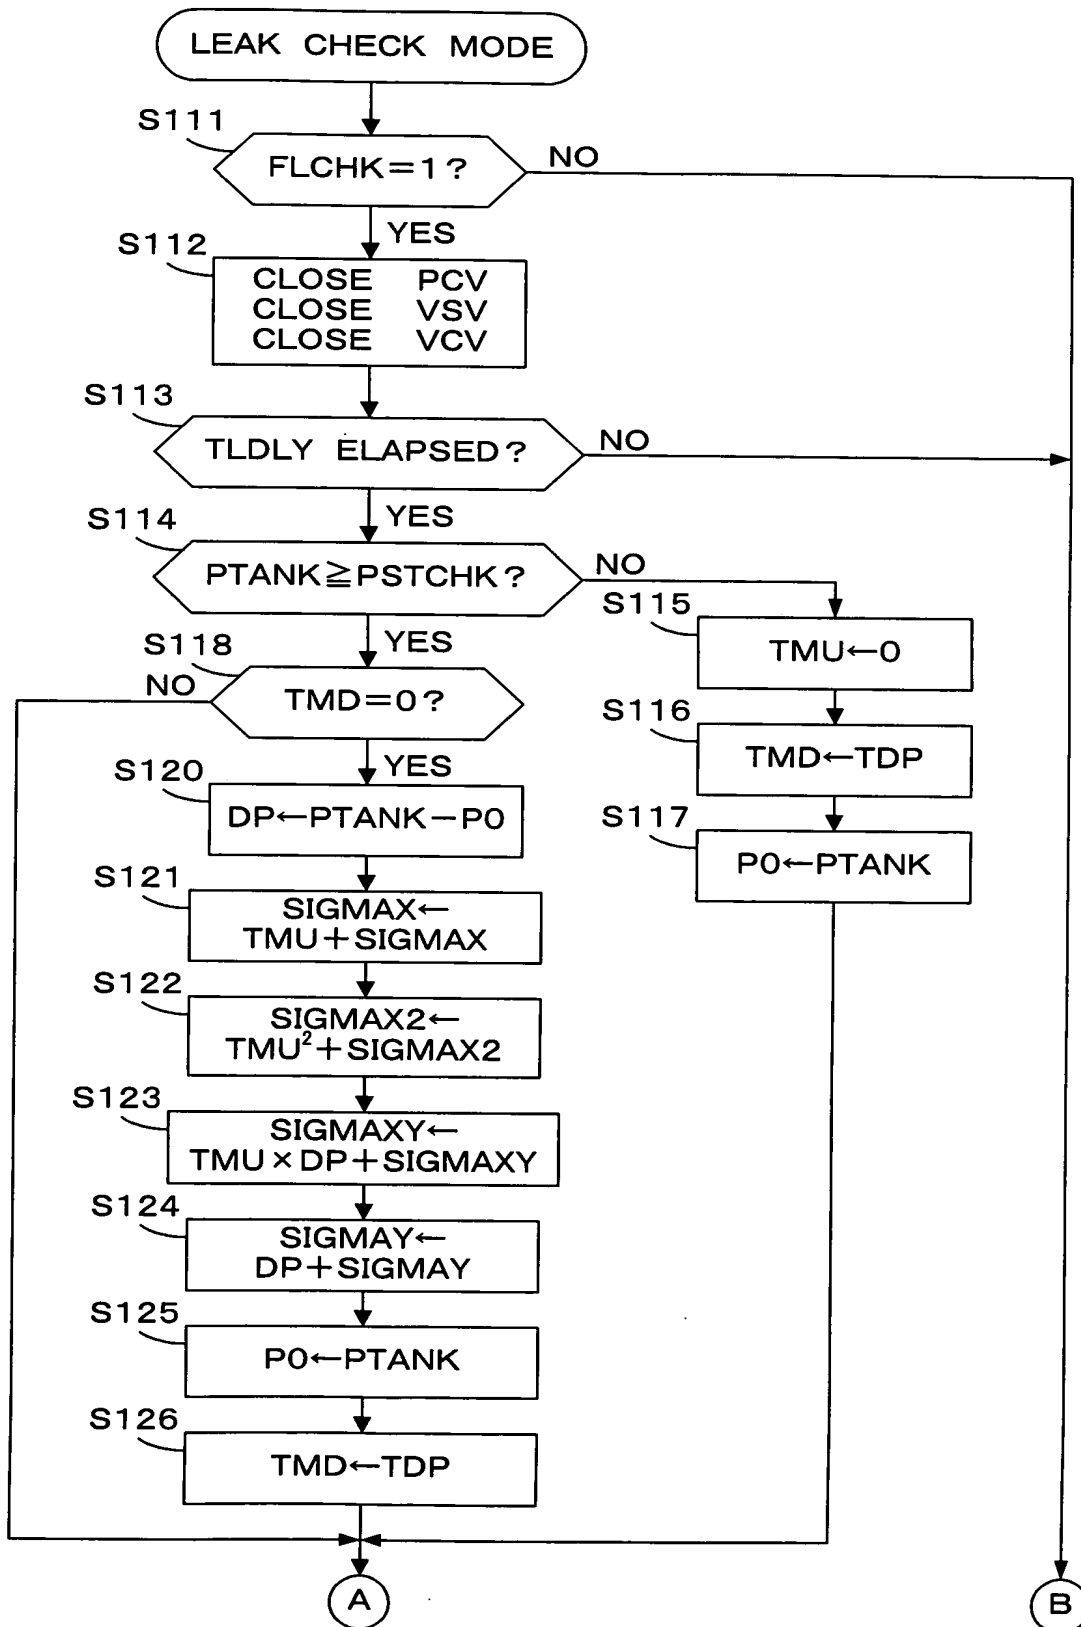 LEAK CHECK MODE
S111
FLCHK=1?
NO
YES
S112
CLOSE PCV
CLOSE VSV
CLOSE VCV
S113
TLDLY ELAPSED?
NO
YES
S114
PTANK≧PSTCHK?
NO
YES
S115
TMU←0
S118
NO
TMD=0?
YES
S116
TMD←TDP
S120
DP←PTANK−P0
S117
P0←PTANK
S121
SIGMAX←
TMU+SIGMAX
S122
SIGMAX2←
TMU²+SIGMAX2
S123
SIGMAXY←
TMU×DP+SIGMAXY
S124
SIGMAY←
DP+SIGMAY
S125
P0←PTANK
S126
TMD←TDP
A
B